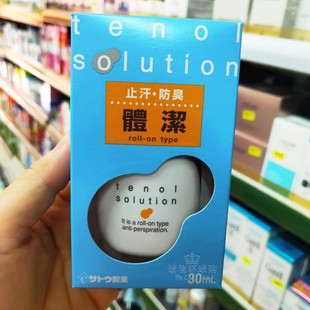 tenol
solution
止汗・防臭
體潔
roll-on type
tenol
solution
It is a roll-on type
anti-perspiration.
サトウ製薬
30mL